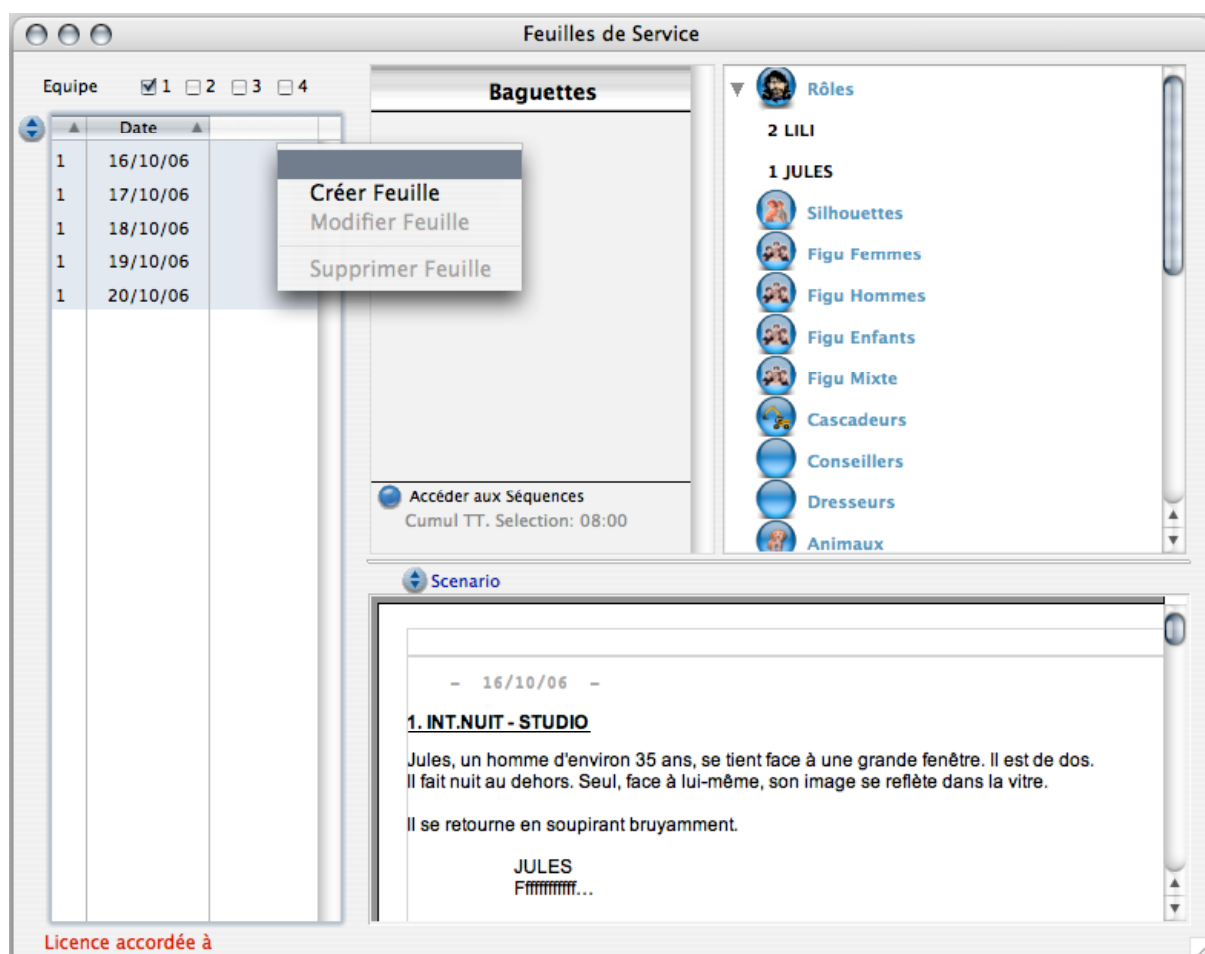 Feuilles de Service
Equipe 1 2 3 4
Date
1 16/10/06
1 17/10/06
1 18/10/06
1 19/10/06
1 20/10/06
Créer Feuille
Modifier Feuille
Supprimer Feuille
Baguettes
Accéder aux Séquences
Cumul TT. Selection: 08:00
Rôles
2 LILI
1 JULES
Silhouettes
Figu Femmes
Figu Hommes
Figu Enfants
Figu Mixte
Cascadeurs
Conseillers
Dresseurs
Animaux
Scenario
- 16/10/06 -
1. INT.NUIT - STUDIO
Jules, un homme d'environ 35 ans, se tient face à une grande fenêtre. Il est de dos.
Il fait nuit au dehors. Seul, face à lui-même, son image se reflète dans la vitre.
Il se retourne en soupirant bruyamment.
JULES
Ffffffffffff...
Licence accordée à